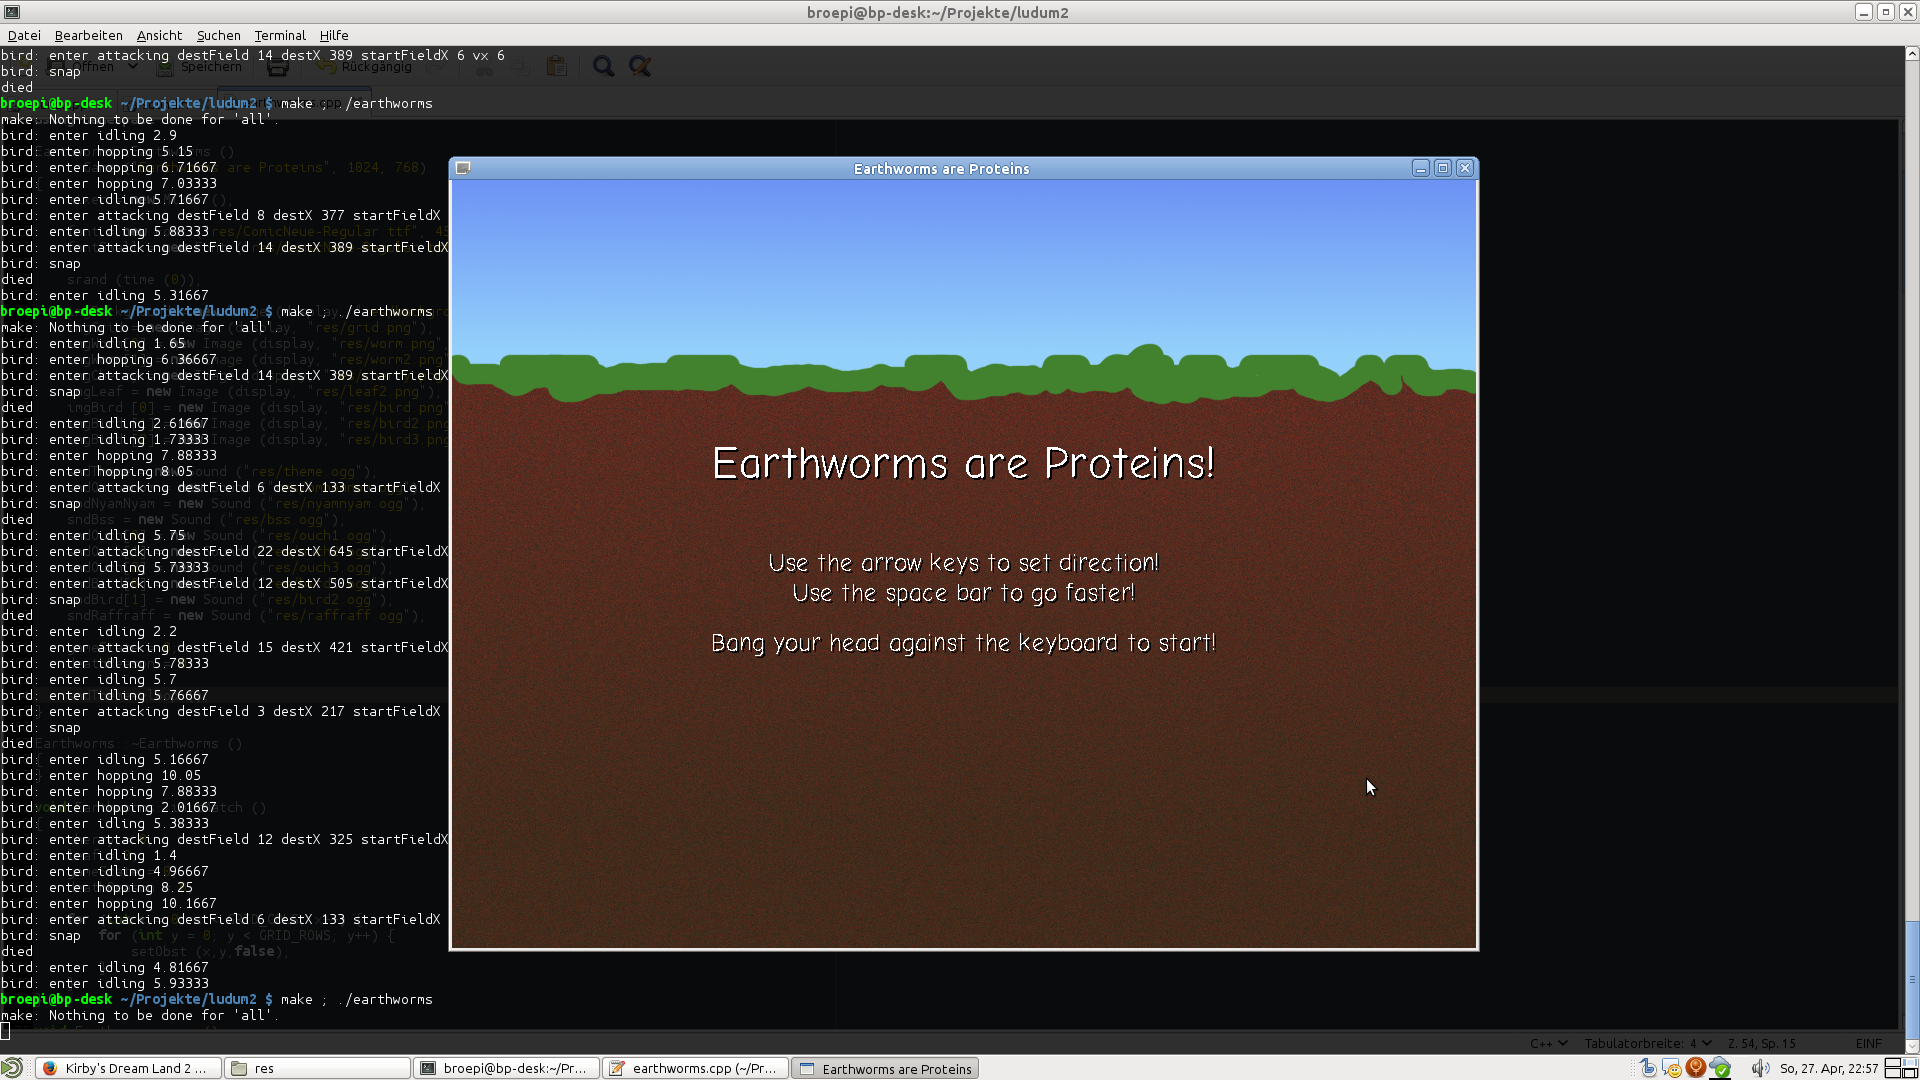 broepi@bp-desk:~/Projekte/ludum2
Datei Bearbeiten Ansicht Suchen Terminal Hilfe
bird: enter attacking destField 14 destX 389 startFieldX 6 vx 6
Öffnen Speichern Rückgängig
bird: snap
died
broepi@bp-desk ~/Projekte/ludum2 $ make ; ./earthworms
make: Nothing to be done for 'all'.
bird: enter idling 2.9
bird: enter hopping 5.15
bird: enter hopping 6.71667
bird: enter hopping 7.03333
bird: enter idling 5.71667
bird: enter attacking destField 8 destX 377 startFieldX
bird: enter idling 5.88333
bird: enter attacking destField 14 destX 389 startFieldX
bird: snap
died srand (time (0));
bird: enter idling 5.31667
broepi@bp-desk ~/Projekte/ludum2 $ make ; ./earthworms
make: Nothing to be done for 'all'.
bird: enter idling 1.65
bird: enter hopping 6.36667
bird: enter attacking destField 14 destX 389 startFieldX
bird: snap
died
bird: enter idling 2.61667
bird: enter idling 1.73333
bird: enter hopping 7.88333
bird: enter hopping 8.05
bird: enter attacking destField 6 destX 133 startFieldX
bird: snap
died
bird: enter idling 5.75
bird: enter attacking destField 22 destX 645 startFieldX
bird: enter idling 5.73333
bird: enter attacking destField 12 destX 505 startFieldX
bird: snap
died
bird: enter idling 2.2
bird: enter attacking destField 15 destX 421 startFieldX
bird: enter idling 5.78333
bird: enter idling 5.7
bird: enter idling 5.76667
bird: enter attacking destField 3 destX 217 startFieldX
bird: snap
died Earthworms::~Earthworms ()
bird: enter idling 5.16667
bird: enter hopping 10.05
bird: enter hopping 7.88333
bird: enter hopping 2.01667
bird: enter idling 5.38333
bird: enter attacking destField 12 destX 325 startFieldX
bird: enter idling 1.4
bird: enter idling 4.96667
bird: enter hopping 8.25
bird: enter hopping 10.1667
bird: enter attacking destField 6 destX 133 startFieldX
bird: snap for (int y = 0; y < GRID_ROWS; y++) {
died setObst (x,y,false);
bird: enter idling 4.81667
bird: enter idling 5.93333
broepi@bp-desk ~/Projekte/ludum2 $ make ; ./earthworms
make: Nothing to be done for 'all'.
Earthworms are Proteins
Earthworms are Proteins!
Use the arrow keys to set direction!
Use the space bar to go faster!
Bang your head against the keyboard to start!
C++ Tabulatorbreite: 4 Z. 54, Sp. 15 EINF
Kirby's Dream Land 2 ... res broepi@bp-desk:~/Pr... earthworms.cpp (~/Pr... Earthworms are Proteins So, 27. Apr, 22:57